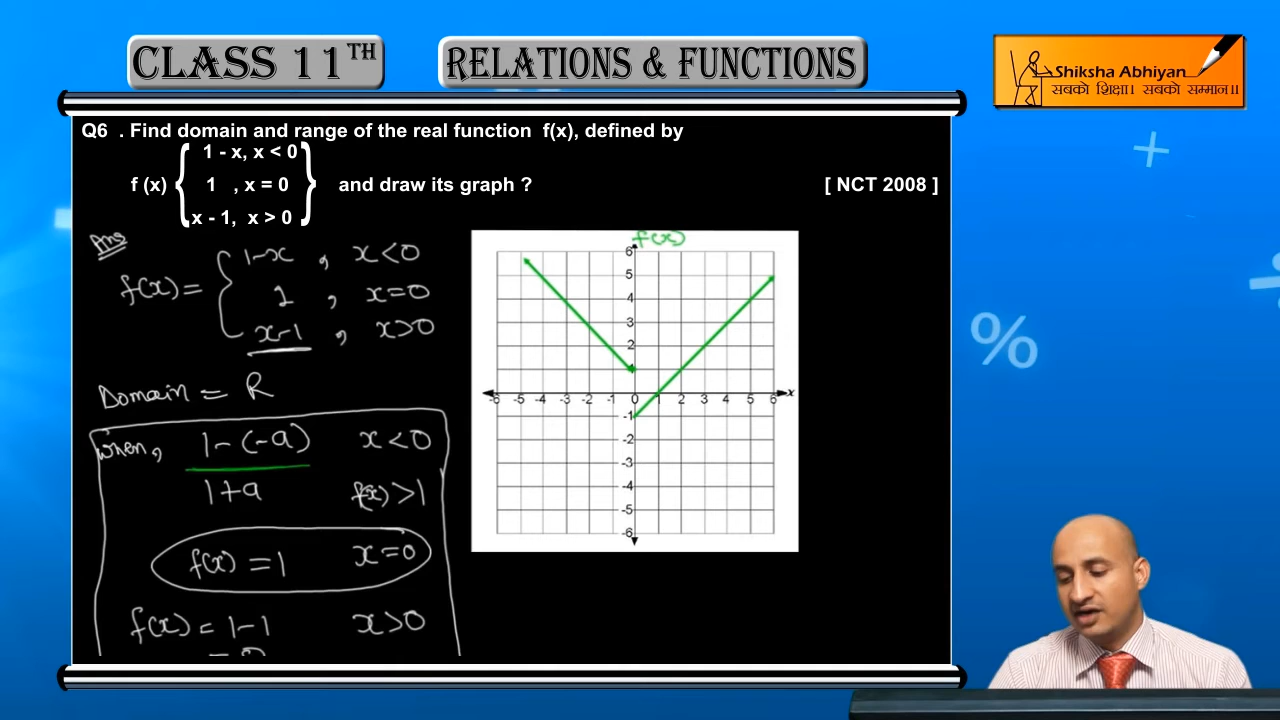 CLASS 11TH
RELATIONS & FUNCTIONS
Shiksha Abhiyan
सबको शिक्षा। सबको सम्मान॥
Q6 . Find domain and range of the real function f(x), defined by
1 - x, x < 0
f (x) { 1 , x = 0 } and draw its graph ? [ NCT 2008 ]
x - 1, x > 0
Ans
1-x , x<0
f(x) = { 1 , x=0
x-1 , x>0
Domain = R
when, 1-(-a) x<0
1+a f(x) >1
f(x) = 1 x=0
f(x) = 1-1 x>0
f(x)
6
5
4
3
2
-6 -5 -4 -3 -2 -1 0 1 2 3 4 5 6 x
-1
-2
-3
-4
-5
-6
%